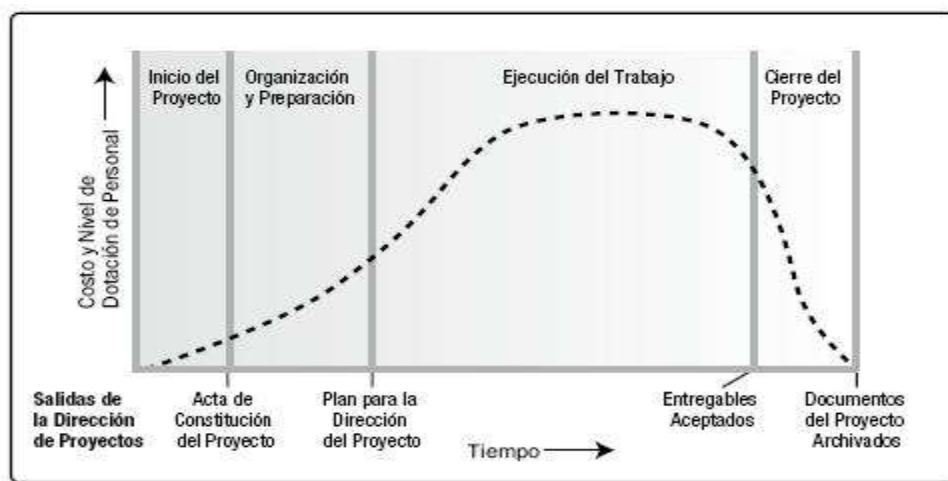 Inicio del
Proyecto
Organización
y Preparación
Ejecución del Trabajo
Cierre del
Proyecto
Costo y Nivel de
Dotación de Personal
Salidas de
la Dirección
de Proyectos
Acta de
Constitución
del Proyecto
Plan para la
Dirección
del Proyecto
Tiempo
Entregables
Aceptados
Documentos
del Proyecto
Archivados